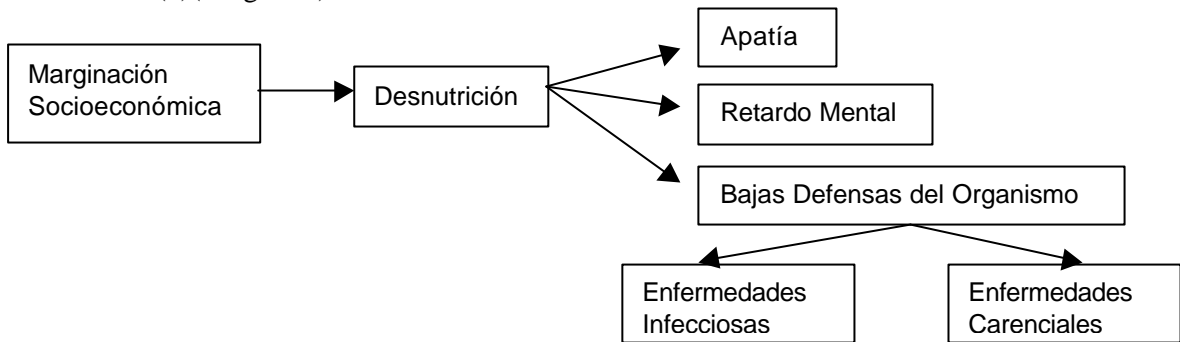 Apatía
Marginación
Socioeconómica
Desnutrición
Retardo Mental
Bajas Defensas del Organismo
Enfermedades
Infecciosas
Enfermedades
Carenciales